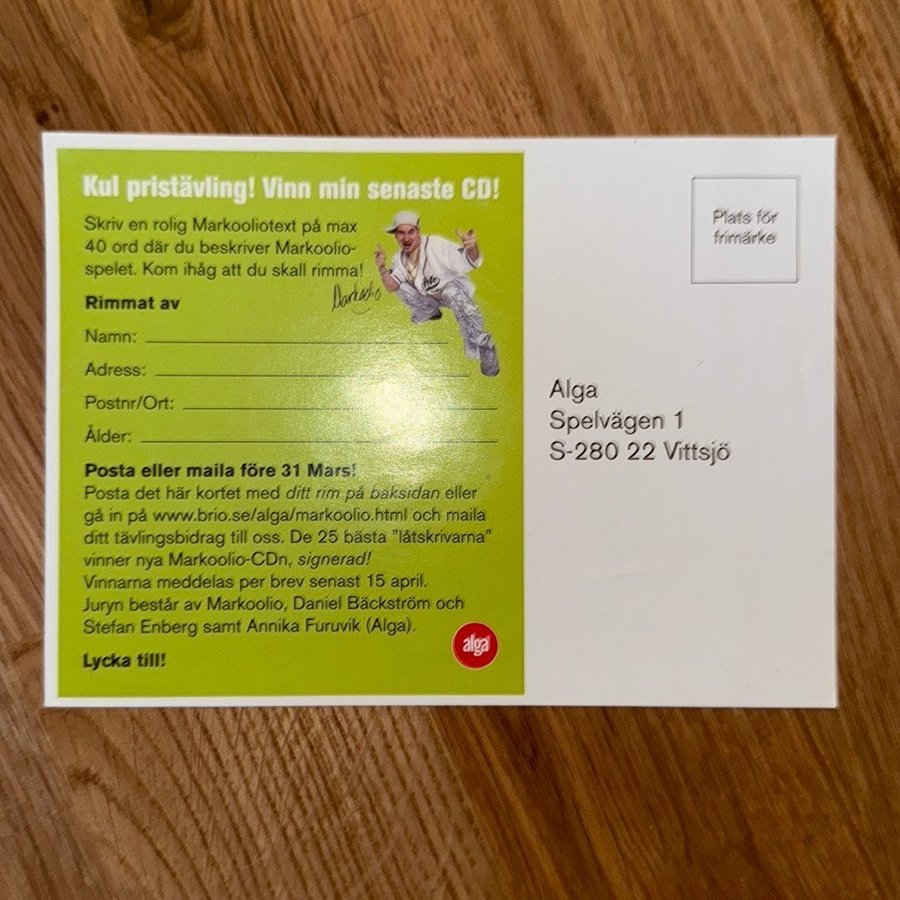 Kul pristävling! Vinn min senaste CD!
Skriv en rolig Markooliotext på max
40 ord där du beskriver Markoolio-
spelet. Kom ihåg att du skall rimma!
Markoolio
Rimmat av
Namn:
Adress:
Postnr/Ort:
Ålder:
Posta eller maila före 31 Mars!
Posta det här kortet med ditt rim på baksidan eller
gå in på www.brio.se/alga/markoolio.html och maila
ditt tävlingsbidrag till oss. De 25 bästa "låtskrivarna"
vinner nya Markoolio-CDn, signerad!
Vinnarna meddelas per brev senast 15 april.
Juryn består av Markoolio, Daniel Bäckström och
Stefan Enberg samt Annika Furuvik (Alga).
Lycka till!
alga
Plats för
frimärke
Alga
Spelvägen 1
S-280 22 Vittsjö